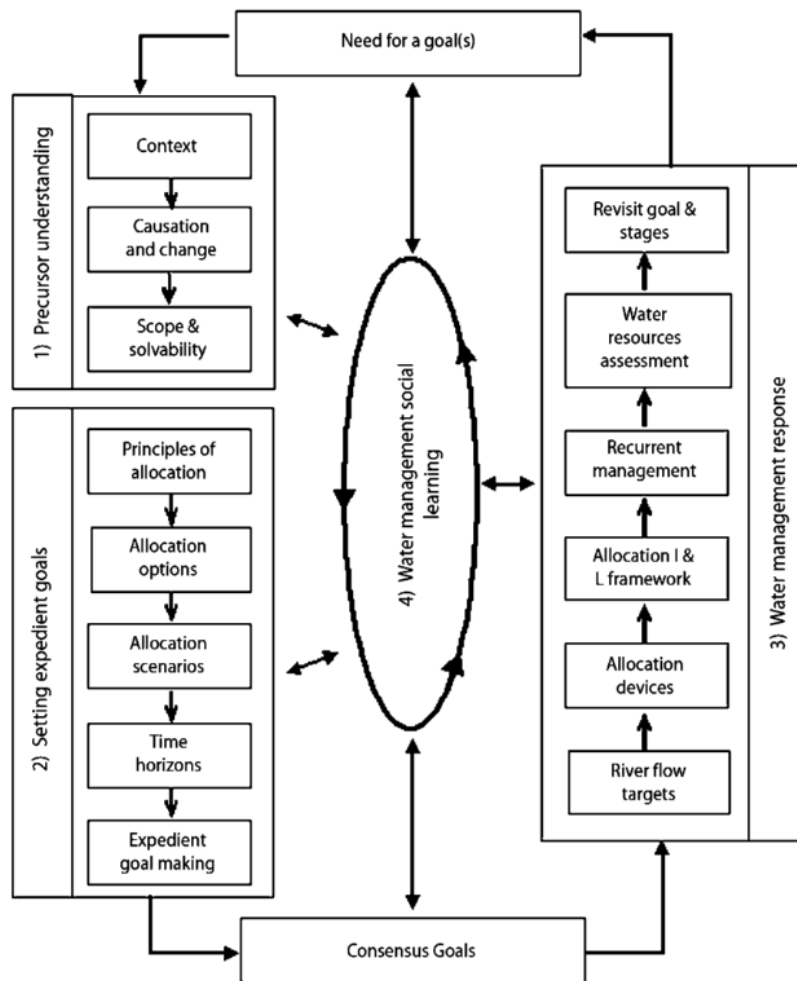 Need for a goal(s)
1) Precursor understanding
Context
Causation
and change
Scope &
solvability
2) Setting expedient goals
Principles of
allocation
Allocation
options
Allocation
scenarios
Time
horizons
Expedient
goal making
4) Water management social
learning
Revisit goal &
stages
Water
resources
assessment
Recurrent
management
Allocation I &
L framework
Allocation
devices
River flow
targets
3) Water management response
Consensus Goals